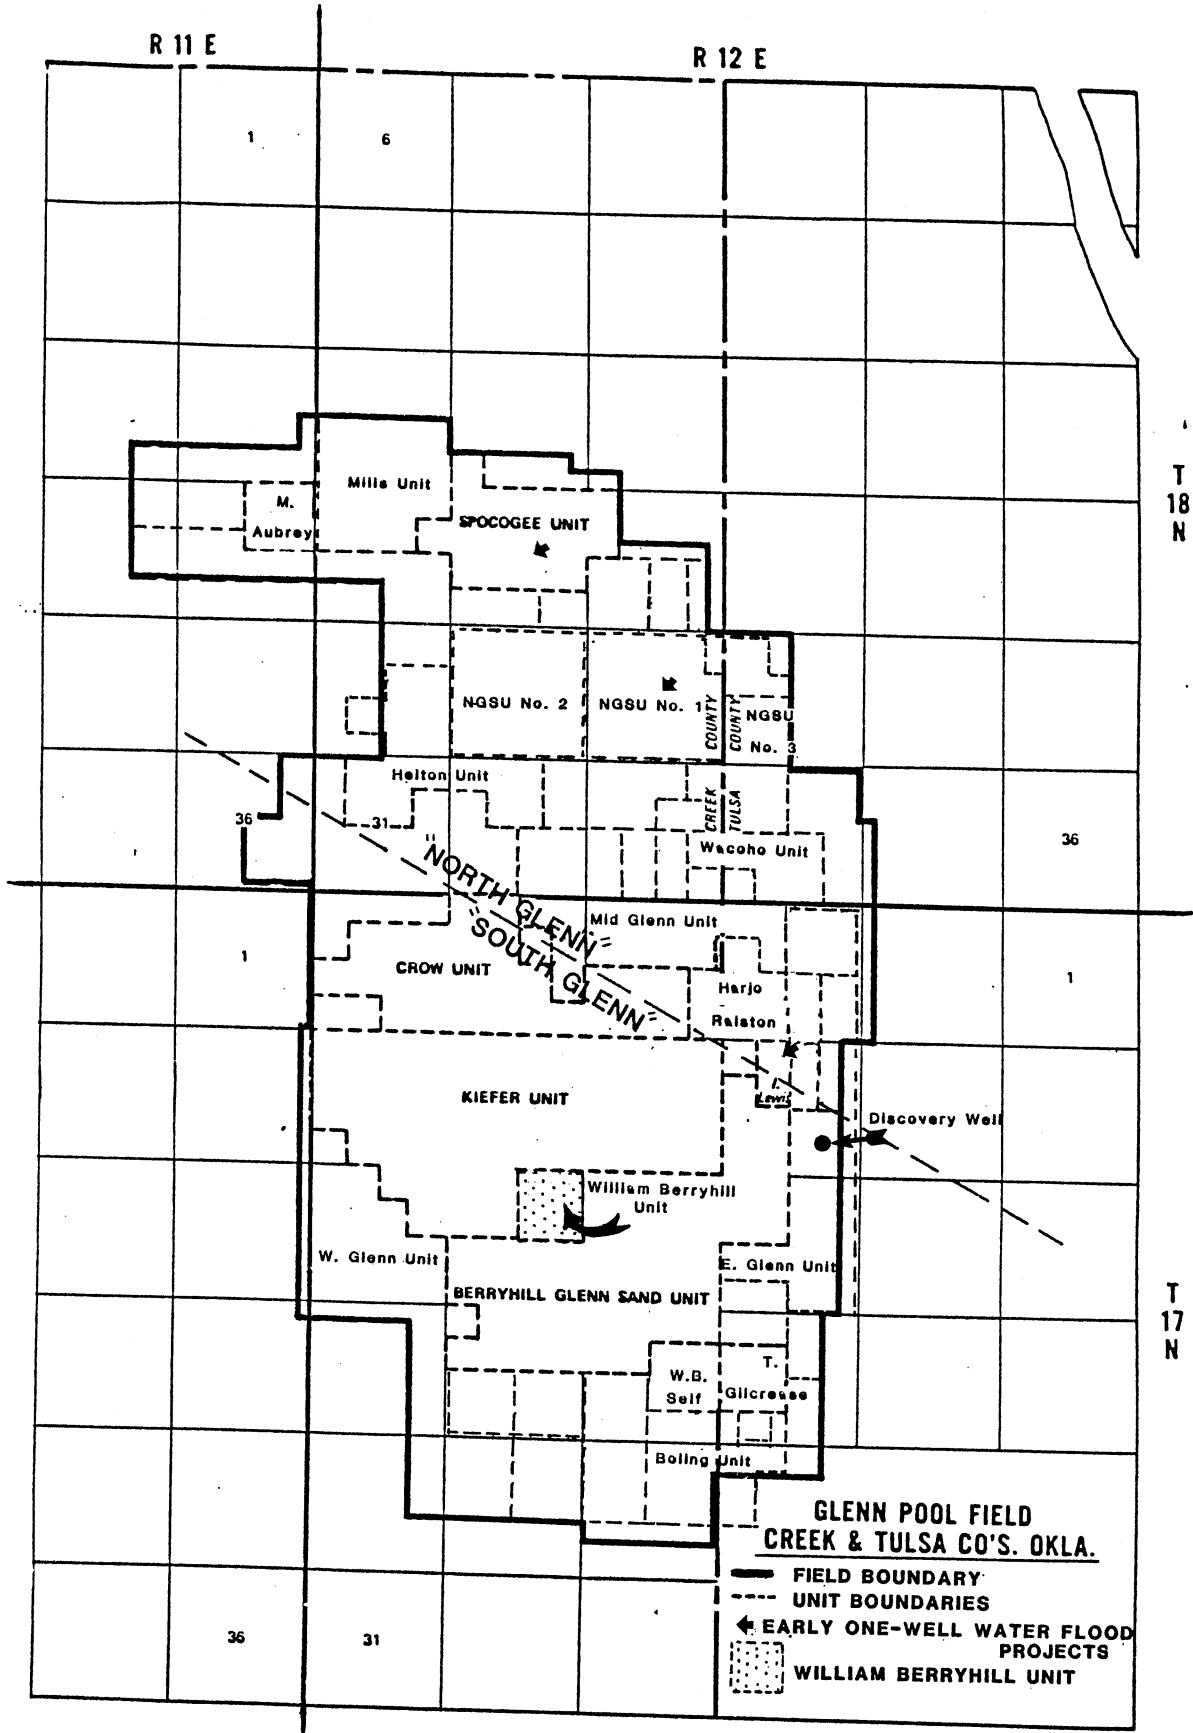 R 11 E
R 12 E
1
6
T
18
N
Mills Unit
M.
Aubrey
SPOCOGEE UNIT
NGSU No. 2
NGSU No. 1
COUNTY
COUNTY
NGSU
No. 3
Helton Unit
CREEK
TULSA
36
31
36
Wacoho Unit
"NORTH GLENN"
"SOUTH GLENN"
Mid Glenn Unit
1
CROW UNIT
Harjo
1
Ralston
KIEFER UNIT
I.
Lewis
Discovery Well
William Berryhill
Unit
W. Glenn Unit
E. Glenn Unit
BERRYHILL GLENN SAND UNIT
T
17
N
W.B.
Self
T.
Gilcrease
Boling Unit
GLENN POOL FIELD
CREEK & TULSA CO'S. OKLA.
FIELD BOUNDARY
UNIT BOUNDARIES
EARLY ONE-WELL WATER FLOOD
PROJECTS
WILLIAM BERRYHILL UNIT
36
31